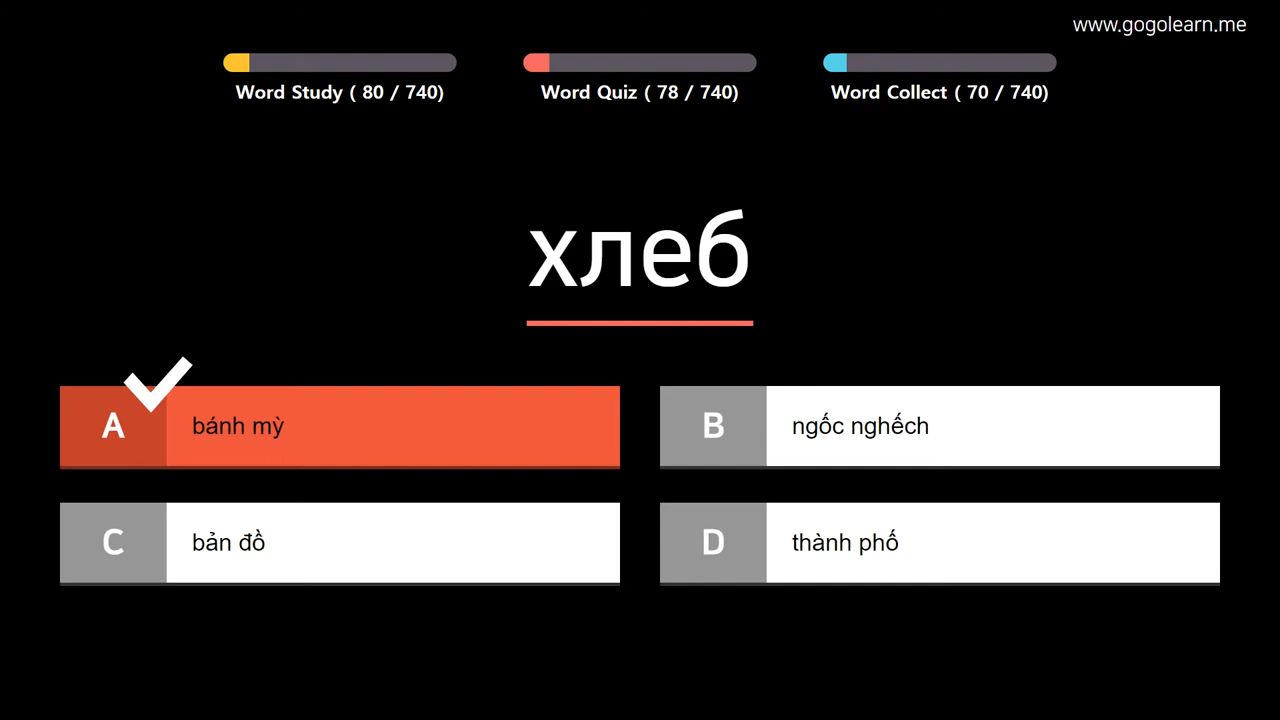 www.gogolearn.me
Word Study ( 80 / 740)
Word Quiz ( 78 / 740)
Word Collect ( 70 / 740)
хлеб
A bánh mỳ
B ngốc nghếch
C bản đồ
D thành phố